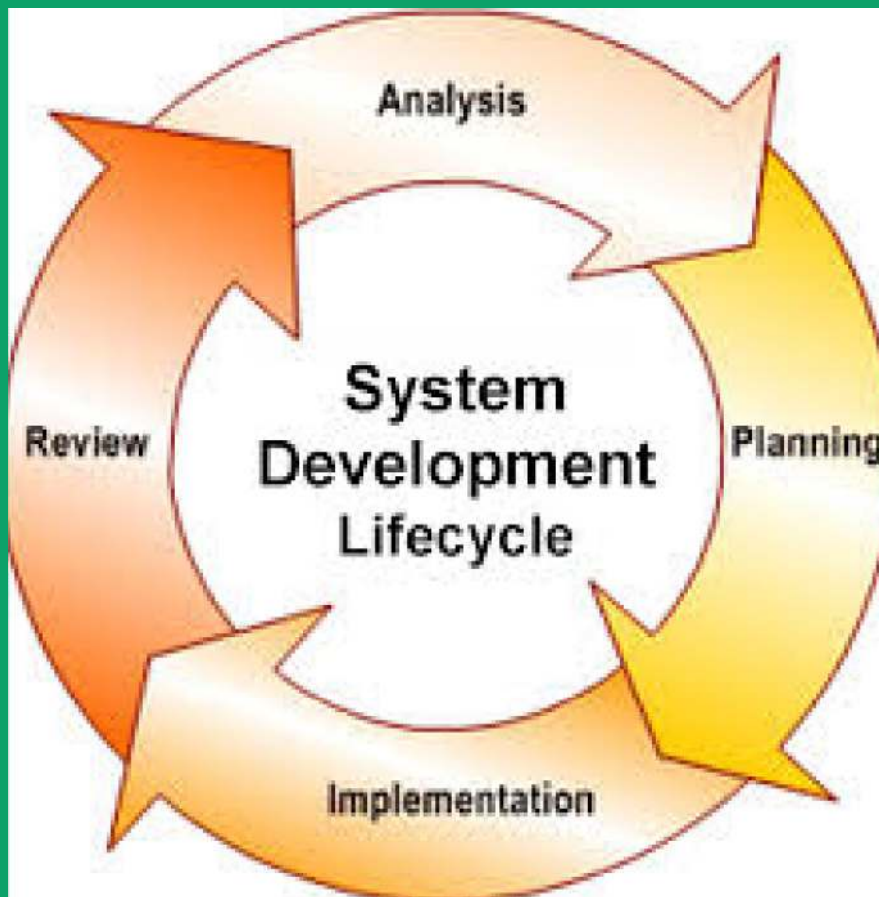 Analysis
System
Development
Lifecycle
Review
Planning
Implementation